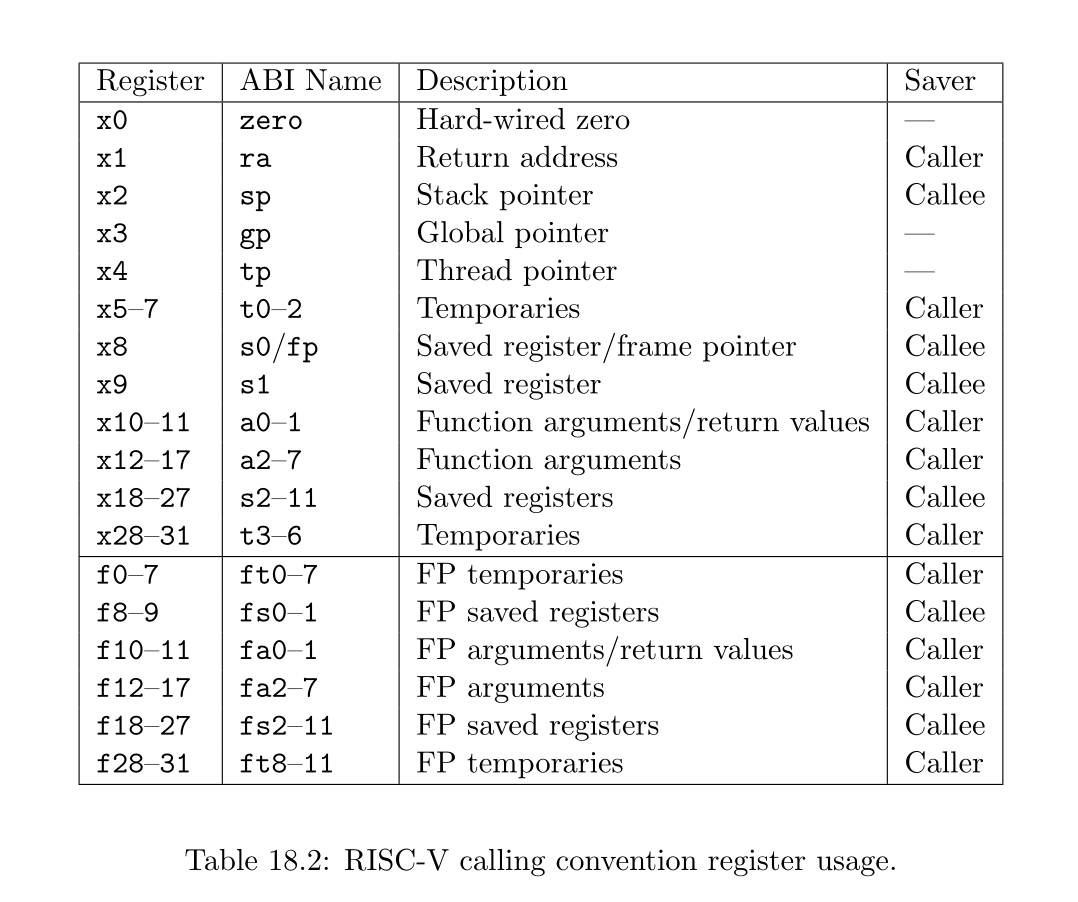 Register ABI Name Description Saver
x0 zero Hard-wired zero —
x1 ra Return address Caller
x2 sp Stack pointer Callee
x3 gp Global pointer —
x4 tp Thread pointer —
x5–7 t0–2 Temporaries Caller
x8 s0/fp Saved register/frame pointer Callee
x9 s1 Saved register Callee
x10–11 a0–1 Function arguments/return values Caller
x12–17 a2–7 Function arguments Caller
x18–27 s2–11 Saved registers Callee
x28–31 t3–6 Temporaries Caller
f0–7 ft0–7 FP temporaries Caller
f8–9 fs0–1 FP saved registers Callee
f10–11 fa0–1 FP arguments/return values Caller
f12–17 fa2–7 FP arguments Caller
f18–27 fs2–11 FP saved registers Callee
f28–31 ft8–11 FP temporaries Caller
Table 18.2: RISC-V calling convention register usage.